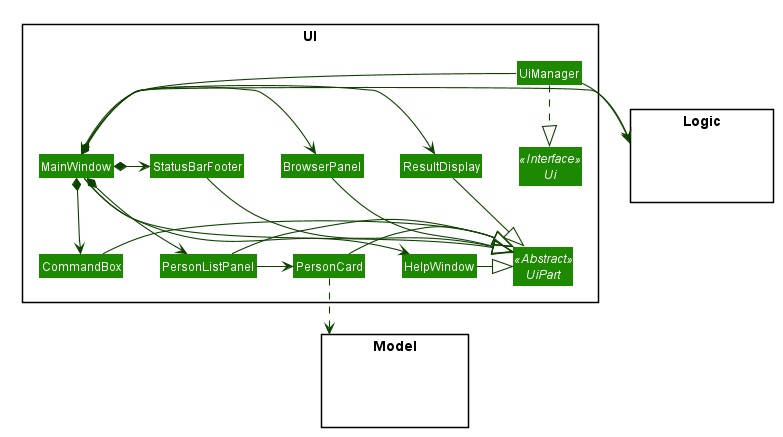 UI
UiManager
Logic
«Interface»
Ui
MainWindow
StatusBarFooter
BrowserPanel
ResultDisplay
CommandBox
PersonListPanel
PersonCard
HelpWindow
«Abstract»
UiPart
Model